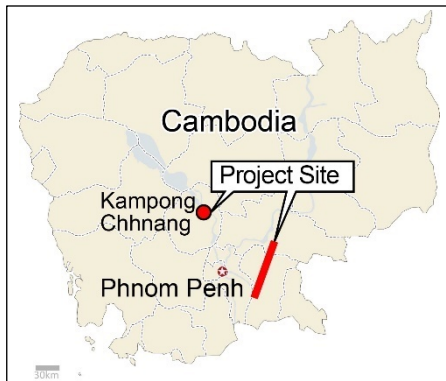 Cambodia
Project Site
Kampong
Chhnang
Phnom Penh
30km